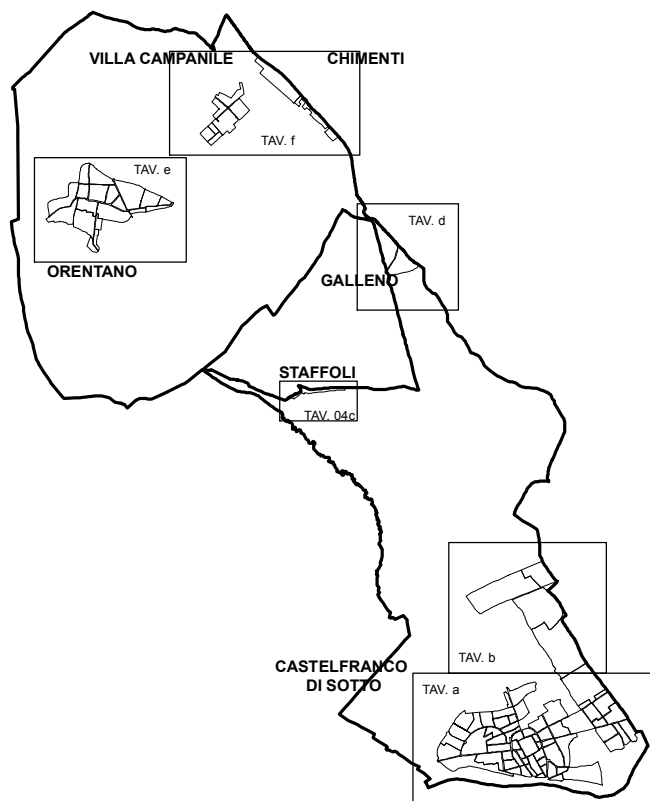 VILLA CAMPANILE
CHIMENTI
TAV. f
TAV. e
ORENTANO
TAV. d
GALLENO
STAFFOLI
TAV. 04c
TAV. b
CASTELFRANCO
DI SOTTO
TAV. a